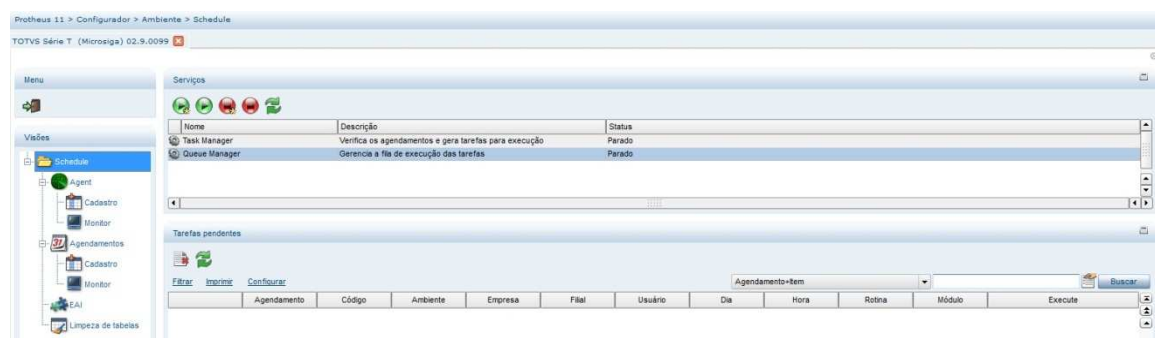 Protheus 11 > Configurador > Ambiente > Schedule
TOTVS Série T (Microsiga) 02.9.0099
Menu
Visões
Schedule
Agent
Cadastro
Monitor
Agendamentos
Cadastro
Monitor
EAI
Limpeza de tabelas
Serviços
Nome Descrição Status
Task Manager Verifica os agendamentos e gera tarefas para execução Parado
Queue Manager Gerencia a fila de execução das tarefas Parado
Tarefas pendentes
Filtrar Imprimir Configurar Agendamento+Item Buscar
Agendamento Código Ambiente Empresa Filial Usuário Dia Hora Rotina Módulo Execute